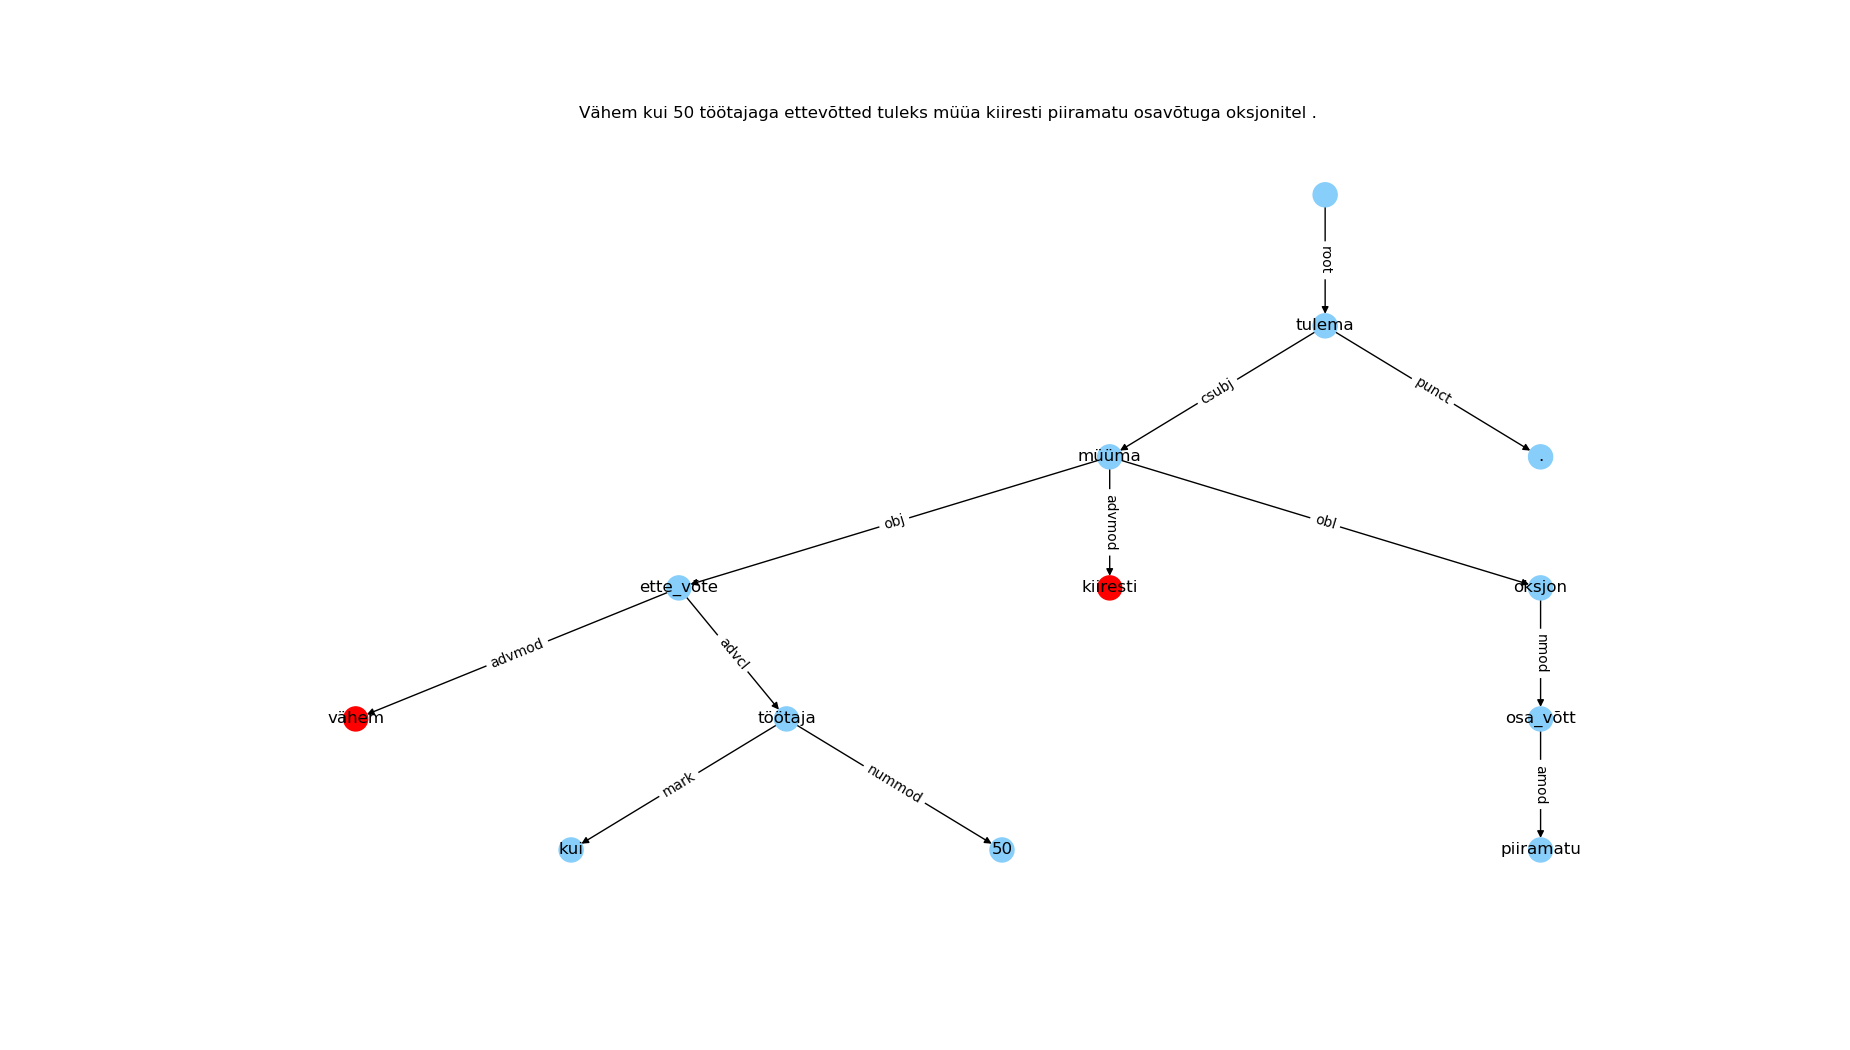 Vähem kui 50 töötajaga ettevõtted tuleks müüa kiiresti piiramatu osavõtuga oksjonitel .
root
tulema
csubj
punct
müüma
.
obj
advmod
obl
ette_võte
kiiresti
oksjon
advmod
advcl
nmod
vähem
töötaja
osa_võtt
mark
nummod
amod
kui
50
piiramatu